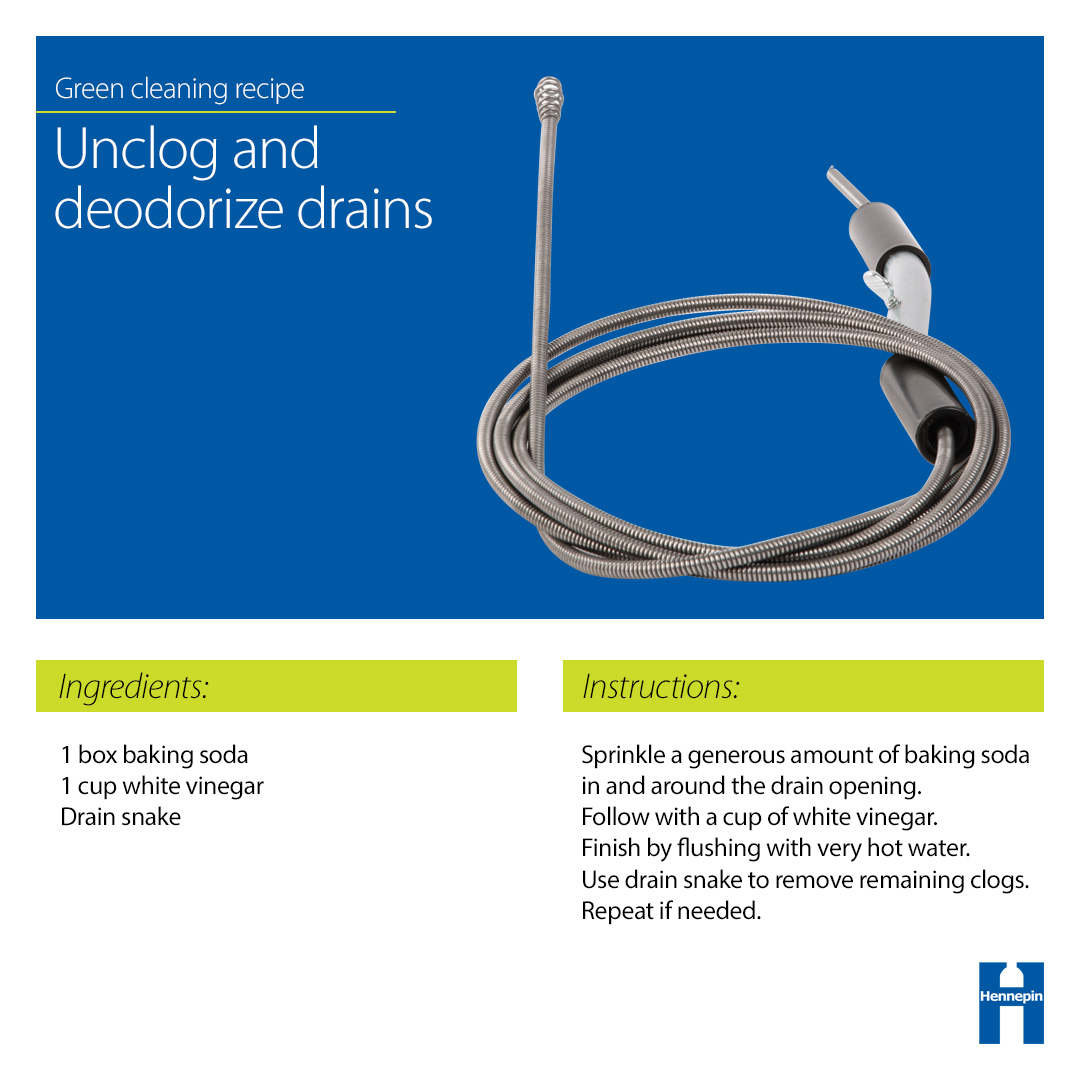 Green cleaning recipe
Unclog and
deodorize drains
Ingredients:
1 box baking soda
1 cup white vinegar
Drain snake
Instructions:
Sprinkle a generous amount of baking soda
in and around the drain opening.
Follow with a cup of white vinegar.
Finish by flushing with very hot water.
Use drain snake to remove remaining clogs.
Repeat if needed.
Hennepin